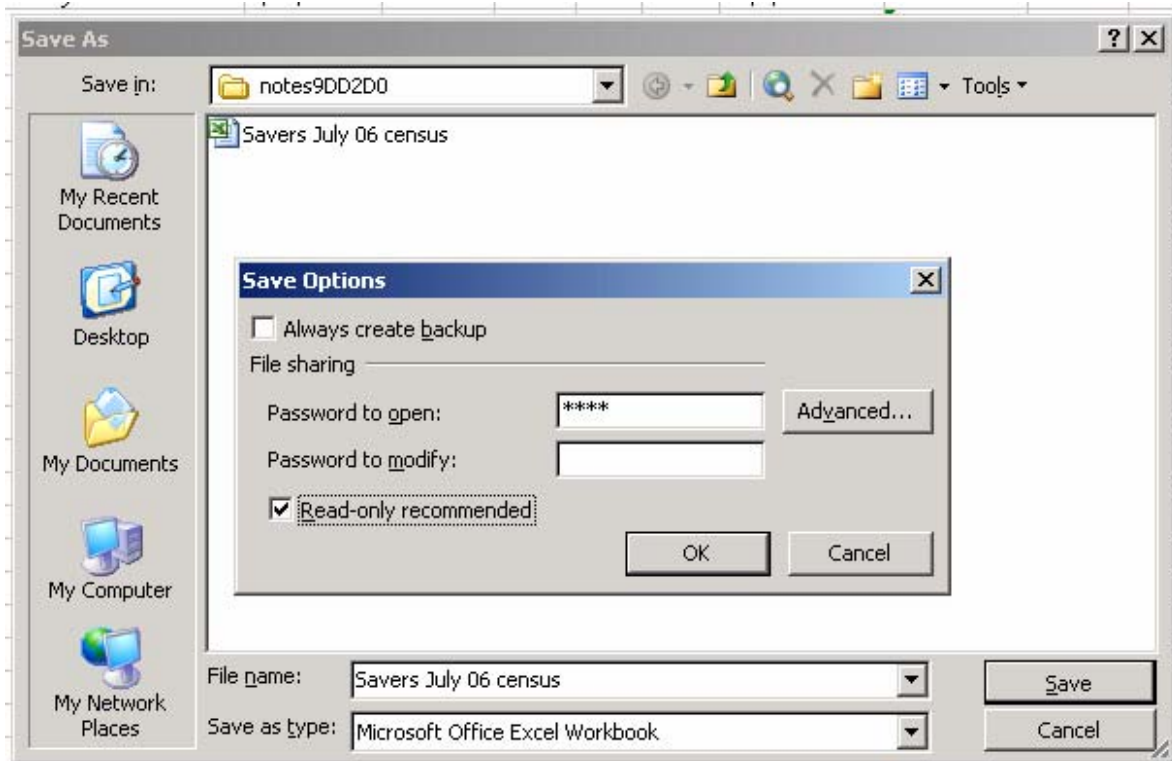 Save As
Save in: notes9DD2D0 Tools
Savers July 06 census
My Recent
Documents
Desktop
My Documents
My Computer
My Network
Places
Save Options
Always create backup
File sharing
Password to open: **** Advanced...
Password to modify:
Read-only recommended
OK Cancel
File name: Savers July 06 census Save
Save as type: Microsoft Office Excel Workbook Cancel